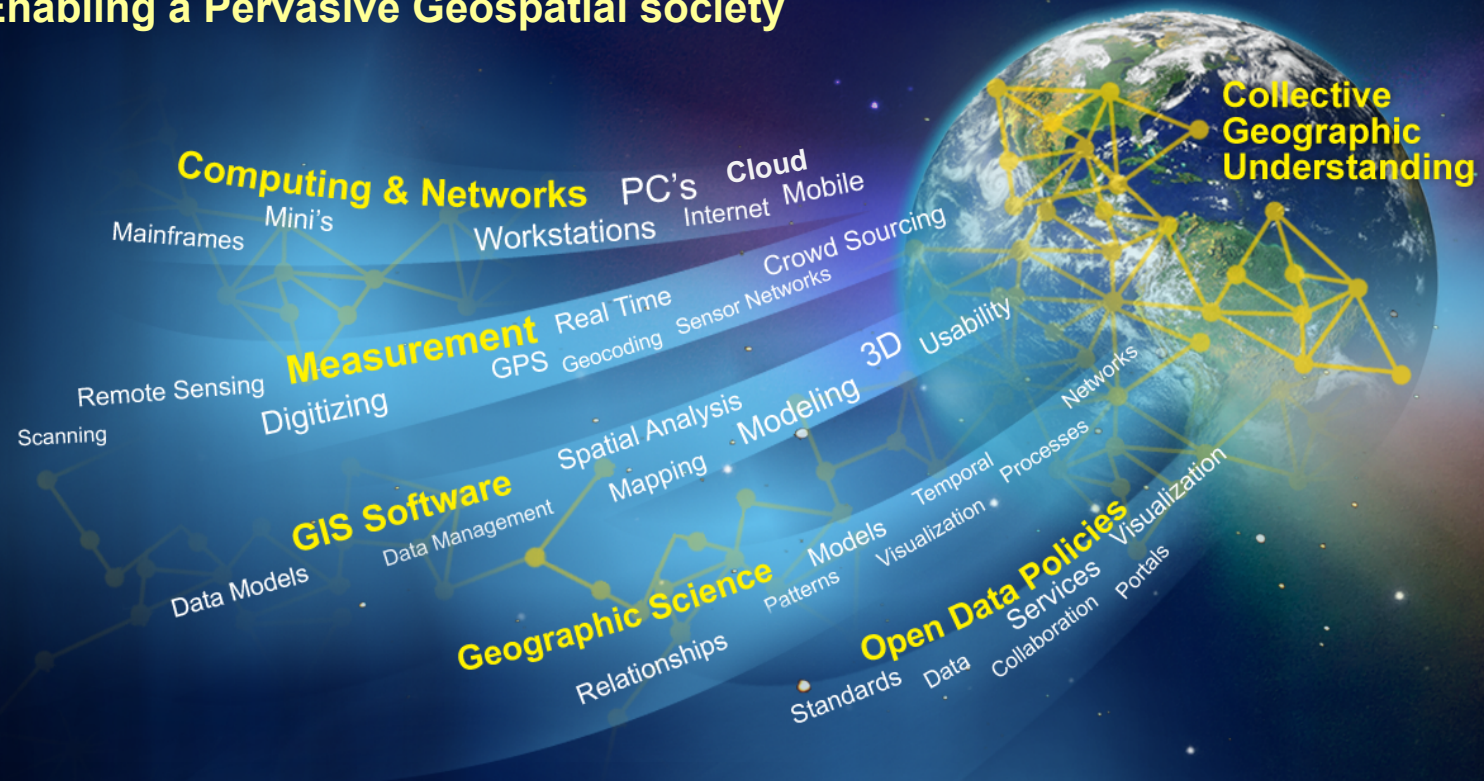 Enabling a Pervasive Geospatial society
Collective
Geographic
Understanding
Computing & Networks
Mainframes
Mini's
Workstations
PC's
Cloud
Internet
Mobile
Measurement
Scanning
Remote Sensing
Digitizing
GPS
Real Time
Geocoding
Sensor Networks
Crowd Sourcing
GIS Software
Data Models
Data Management
Spatial Analysis
Mapping
Modeling
3D
Usability
Geographic Science
Relationships
Patterns
Models
Visualization
Temporal
Processes
Networks
Open Data Policies
Standards
Data
Services
Collaboration
Portals
Visualization